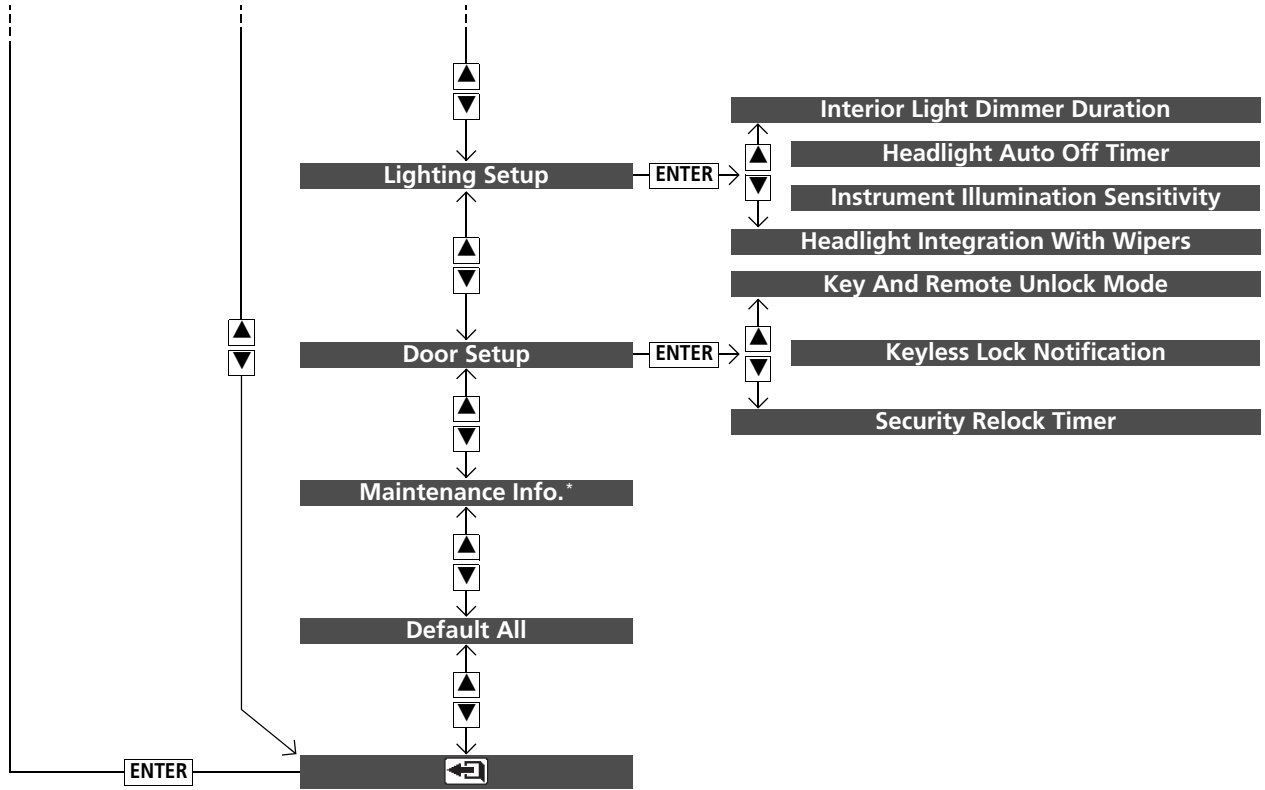 Interior Light Dimmer Duration
Headlight Auto Off Timer
Lighting Setup
ENTER
Instrument Illumination Sensitivity
Headlight Integration With Wipers
Key And Remote Unlock Mode
Door Setup
ENTER
Keyless Lock Notification
Security Relock Timer
Maintenance Info.*
Default All
ENTER